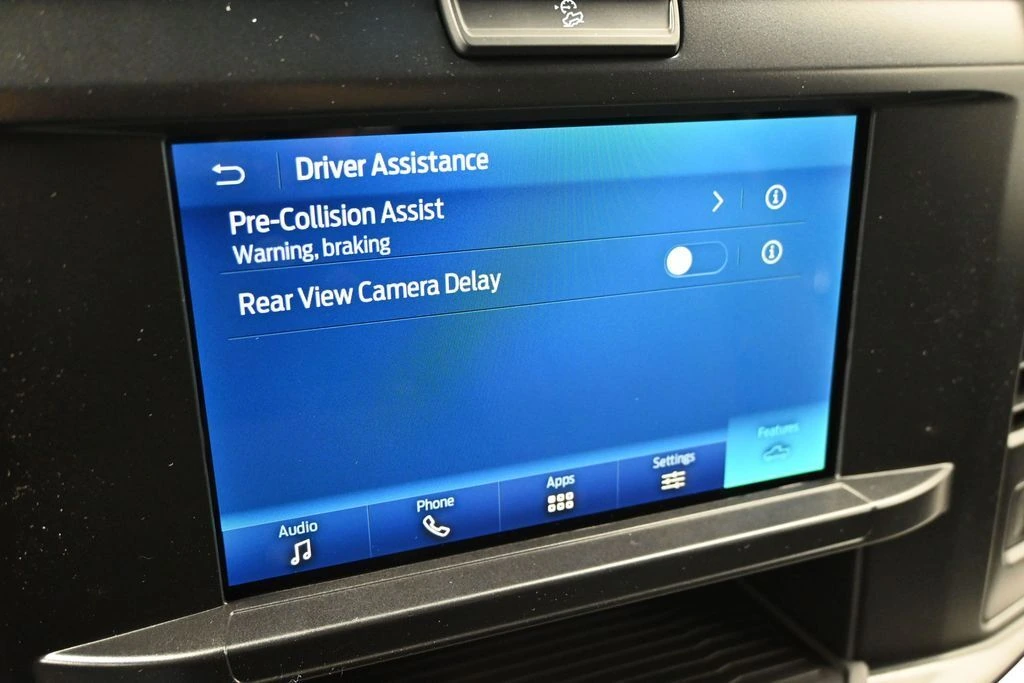 Driver Assistance
Pre-Collision Assist
Warning, braking
Rear View Camera Delay
Audio
Phone
Apps
Settings
Features